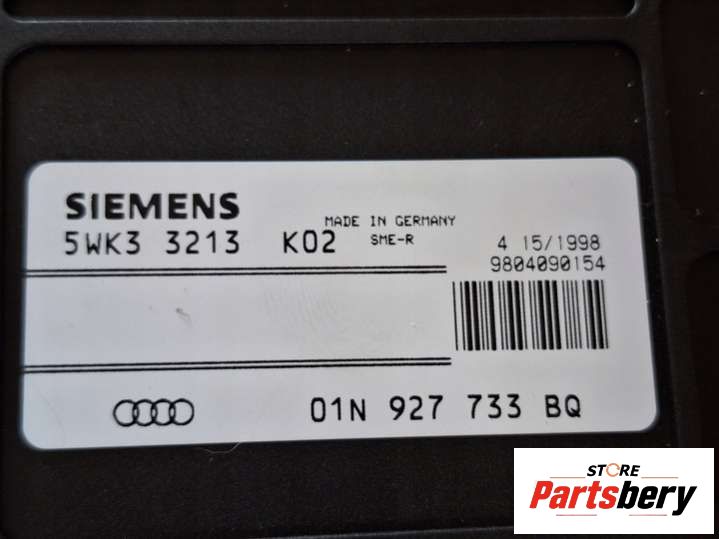 SIEMENS
MADE IN GERMANY
5WK3 3213 K02 SME-R
4 15/1998
9804090154
01N 927 733 BQ
STORE
Partsbery